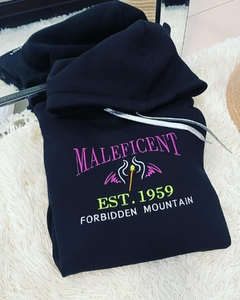 MALEFICENT
EST. 1959
FORBIDDEN MOUNTAIN